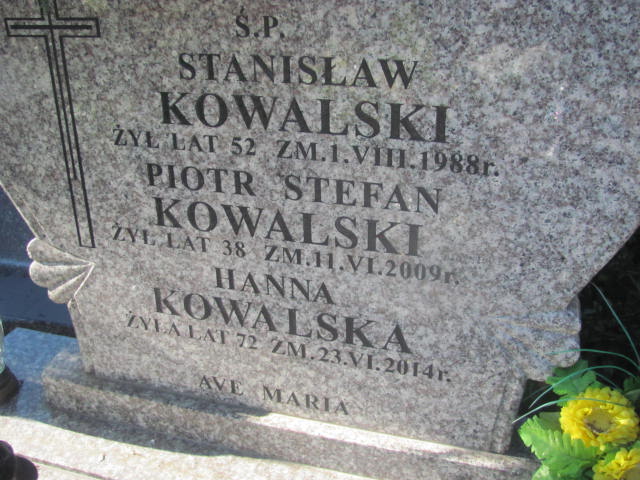 Ś.P.
STANISŁAW
KOWALSKI
ŻYŁ LAT 52 ZM.1.VIII.1988r.
PIOTR STEFAN
KOWALSKI
ŻYŁ LAT 38 ZM.11.VI.2009r.
HANNA
KOWALSKA
ŻYŁA LAT 72 ZM.23.VI.2014r.
AVE MARIA